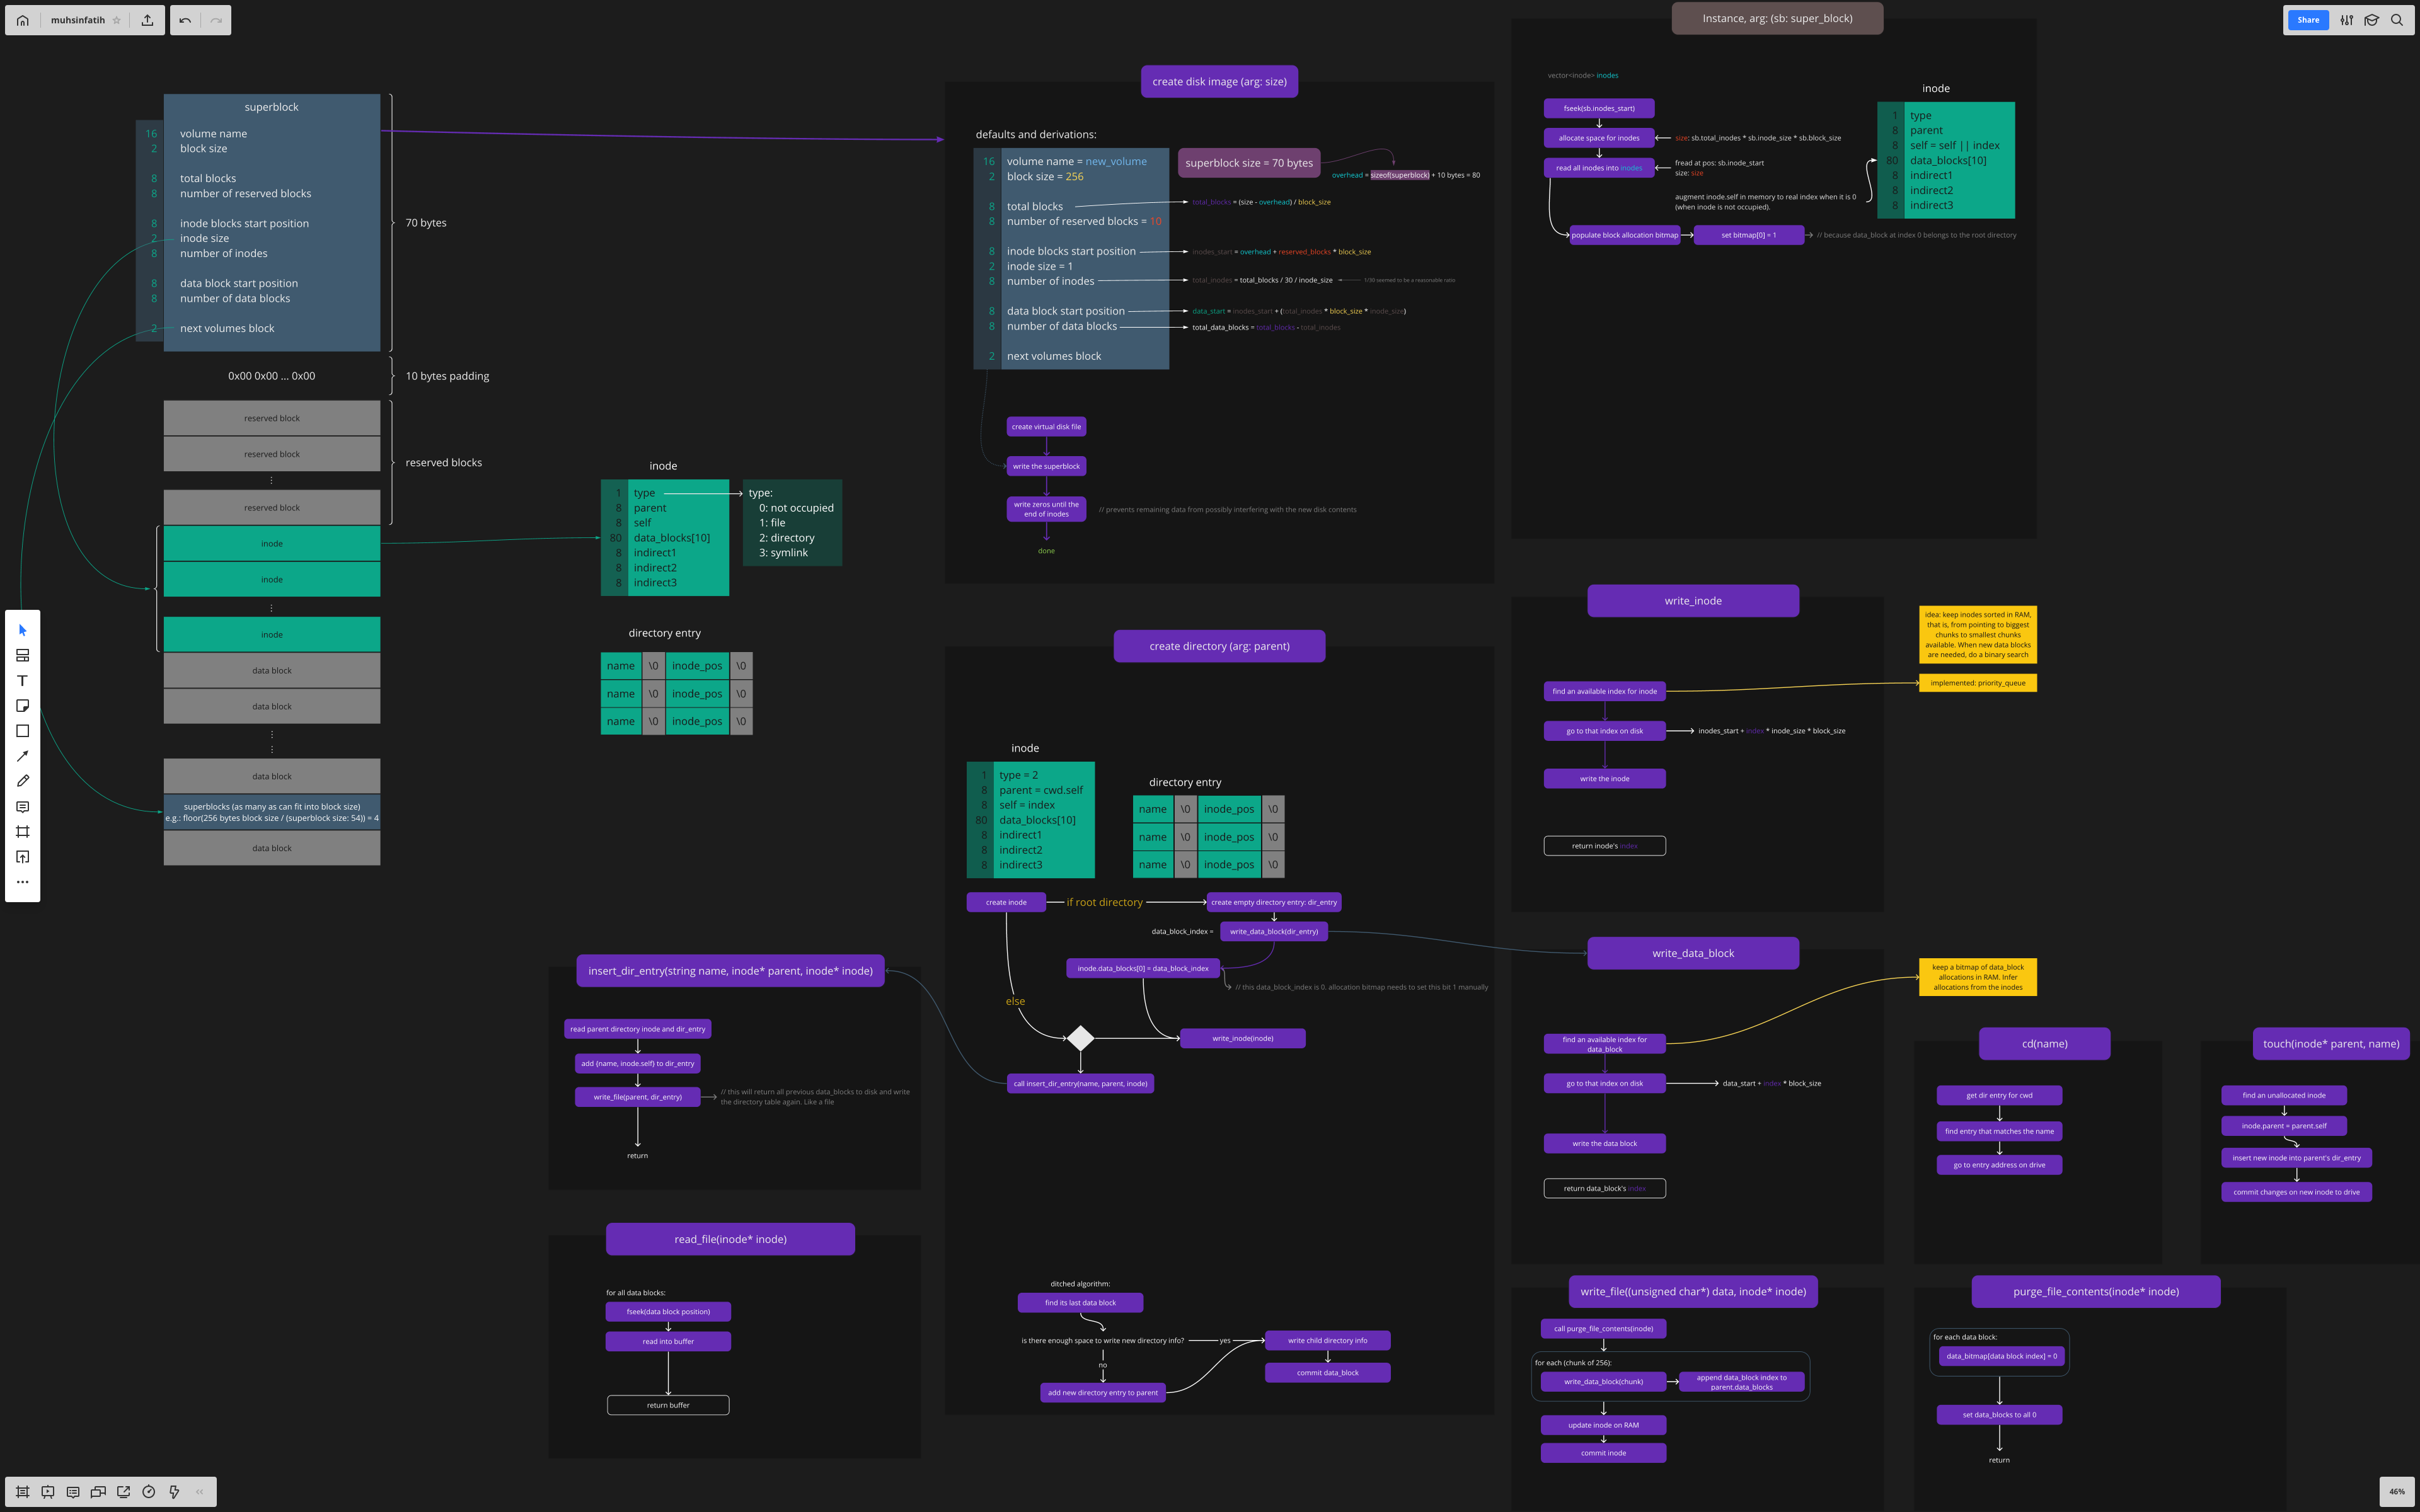 muhsinfatih
Share
superblock
16 volume name
2 block size
8 total blocks
8 number of reserved blocks
8 inode blocks start position
2 inode size
8 number of inodes
8 data block start position
8 number of data blocks
2 next volumes block
70 bytes
0x00 0x00 ... 0x00
10 bytes padding
reserved block
reserved block
⋮
reserved block
reserved blocks
inode
inode
⋮
inode
data block
data block
⋮
⋮
data block
superblocks (as many as can fit into block size)
e.g.: floor(256 bytes block size / (superblock size: 54)) = 4
data block
inode
1 type
8 parent
8 self
80 data_blocks[10]
8 indirect1
8 indirect2
8 indirect3
type:
0: not occupied
1: file
2: directory
3: symlink
directory entry
name \0 inode_pos \0
name \0 inode_pos \0
name \0 inode_pos \0
create disk image (arg: size)
defaults and derivations:
16 volume name = new_volume
2 block size = 256
8 total blocks
8 number of reserved blocks = 10
8 inode blocks start position
2 inode size = 1
8 number of inodes
8 data block start position
8 number of data blocks
2 next volumes block
superblock size = 70 bytes
overhead = sizeof(superblock) + 10 bytes = 80
total_blocks = (size - overhead) / block_size
inodes_start = overhead + reserved_blocks * block_size
total_inodes = total_blocks / 30 / inode_size
1/30 seemed to be a reasonable ratio
data_start = inodes_start + (total_inodes * block_size * inode_size)
total_data_blocks = total_blocks - total_inodes
create virtual disk file
write the superblock
write zeros until the
end of inodes
// prevents remaining data from possibly interfering with the new disk contents
done
Instance, arg: (sb: super_block)
vector<inode> inodes
fseek(sb.inodes_start)
allocate space for inodes
size: sb.total_inodes * sb.inode_size * sb.block_size
read all inodes into inodes
fread at pos: sb.inode_start
size: size
augment inode.self in memory to real index when it is 0
(when inode is not occupied).
populate block allocation bitmap
set bitmap[0] = 1
// because data_block at index 0 belongs to the root directory
inode
1 type
8 parent
8 self = self || index
80 data_blocks[10]
8 indirect1
8 indirect2
8 indirect3
create directory (arg: parent)
inode
1 type = 2
8 parent = cwd.self
8 self = index
80 data_blocks[10]
8 indirect1
8 indirect2
8 indirect3
directory entry
name \0 inode_pos \0
name \0 inode_pos \0
name \0 inode_pos \0
create inode
if root directory
create empty directory entry: dir_entry
data_block_index =
write_data_block(dir_entry)
inode.data_blocks[0] = data_block_index
// this data_block_index is 0. allocation bitmap needs to set this bit 1 manually
else
write_inode(inode)
call insert_dir_entry(name, parent, inode)
ditched algorithm:
find its last data block
is there enough space to write new directory info?
yes
write child directory info
commit data_block
no
add new directory entry to parent
write_inode
find an available index for inode
go to that index on disk
inodes_start + index * inode_size * block_size
write the inode
return inode's index
idea: keep inodes sorted in RAM,
that is, from pointing to biggest
chunks to smallest chunks
available. When new data blocks
are needed, do a binary search
implemented: priority_queue
write_data_block
find an available index for
data_block
go to that index on disk
data_start + index * block_size
write the data block
return data_block's index
keep a bitmap of data_block
allocations in RAM. Infer
allocations from the inodes
insert_dir_entry(string name, inode* parent, inode* inode)
read parent directory inode and dir_entry
add {name, inode.self} to dir_entry
write_file(parent, dir_entry)
// this will return all previous data_blocks to disk and write
the directory table again. Like a file
return
read_file(inode* inode)
for all data blocks:
fseek(data block position)
read into buffer
return buffer
cd(name)
get dir entry for cwd
find entry that matches the name
go to entry address on drive
touch(inode* parent, name)
find an unallocated inode
inode.parent = parent.self
insert new inode into parent's dir_entry
commit changes on new inode to drive
write_file((unsigned char*) data, inode* inode)
call purge_file_contents(inode)
for each (chunk of 256):
write_data_block(chunk)
append data_block index to
parent.data_blocks
update inode on RAM
commit inode
purge_file_contents(inode* inode)
for each data block:
data_bitmap[data block index] = 0
set data_blocks to all 0
return
46%